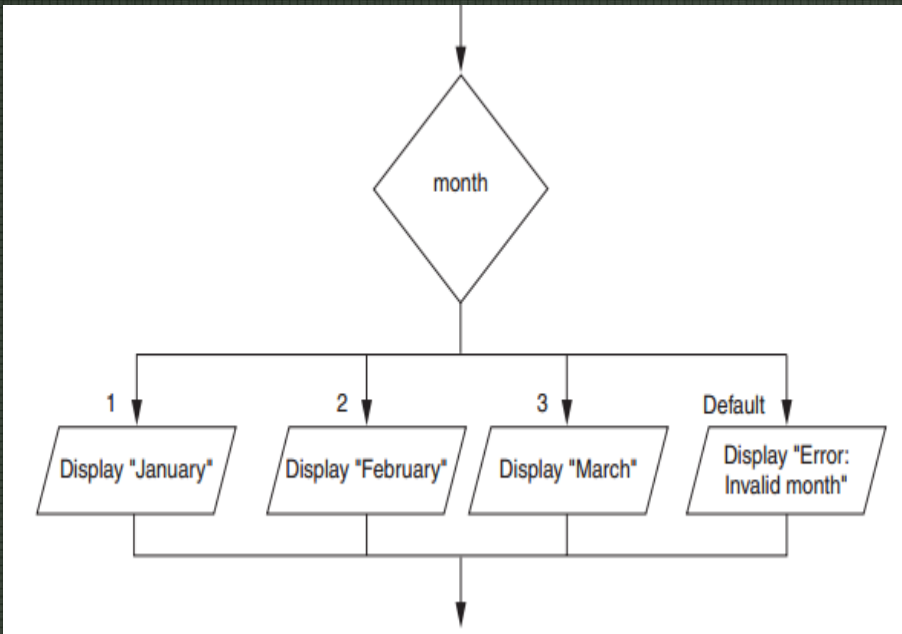 month
1
2
3
Default
Display "January"
Display "February"
Display "March"
Display "Error:
Invalid month"